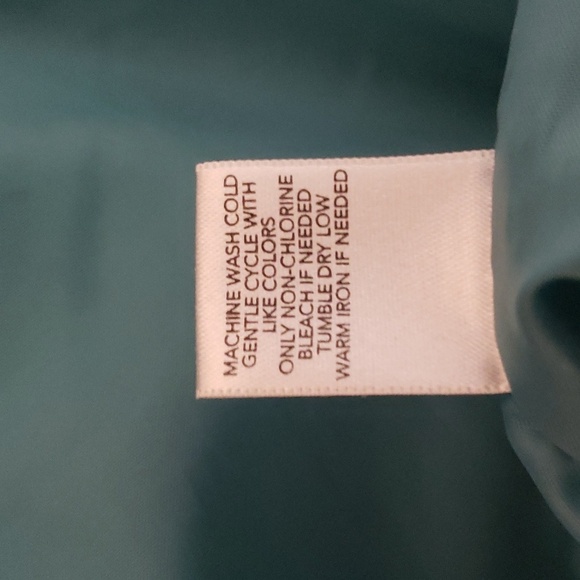 MACHINE WASH COLD
GENTLE CYCLE WITH
LIKE COLORS
ONLY NON-CHLORINE
BLEACH IF NEEDED
TUMBLE DRY LOW
WARM IRON IF NEEDED